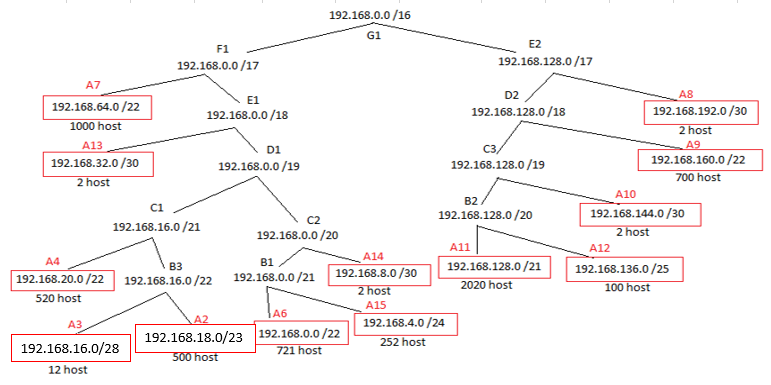 192.168.0.0 /16
G1
F1
192.168.0.0 /17
E2
192.168.128.0 /17
A7
192.168.64.0 /22
1000 host
E1
192.168.0.0 /18
D2
192.168.128.0 /18
A8
192.168.192.0 /30
2 host
A13
192.168.32.0 /30
2 host
D1
192.168.0.0 /19
C3
192.168.128.0 /19
A9
192.168.160.0 /22
700 host
C1
192.168.16.0 /21
C2
192.168.0.0 /20
B2
192.168.128.0 /20
A10
192.168.144.0 /30
2 host
A4
192.168.20.0 /22
520 host
B3
192.168.16.0 /22
B1
192.168.0.0 /21
A14
192.168.8.0 /30
2 host
A11
192.168.128.0 /21
2020 host
A12
192.168.136.0 /25
100 host
A3
192.168.16.0/28
12 host
A2
192.168.18.0/23
500 host
A6
192.168.0.0 /22
721 host
A15
192.168.4.0 /24
252 host